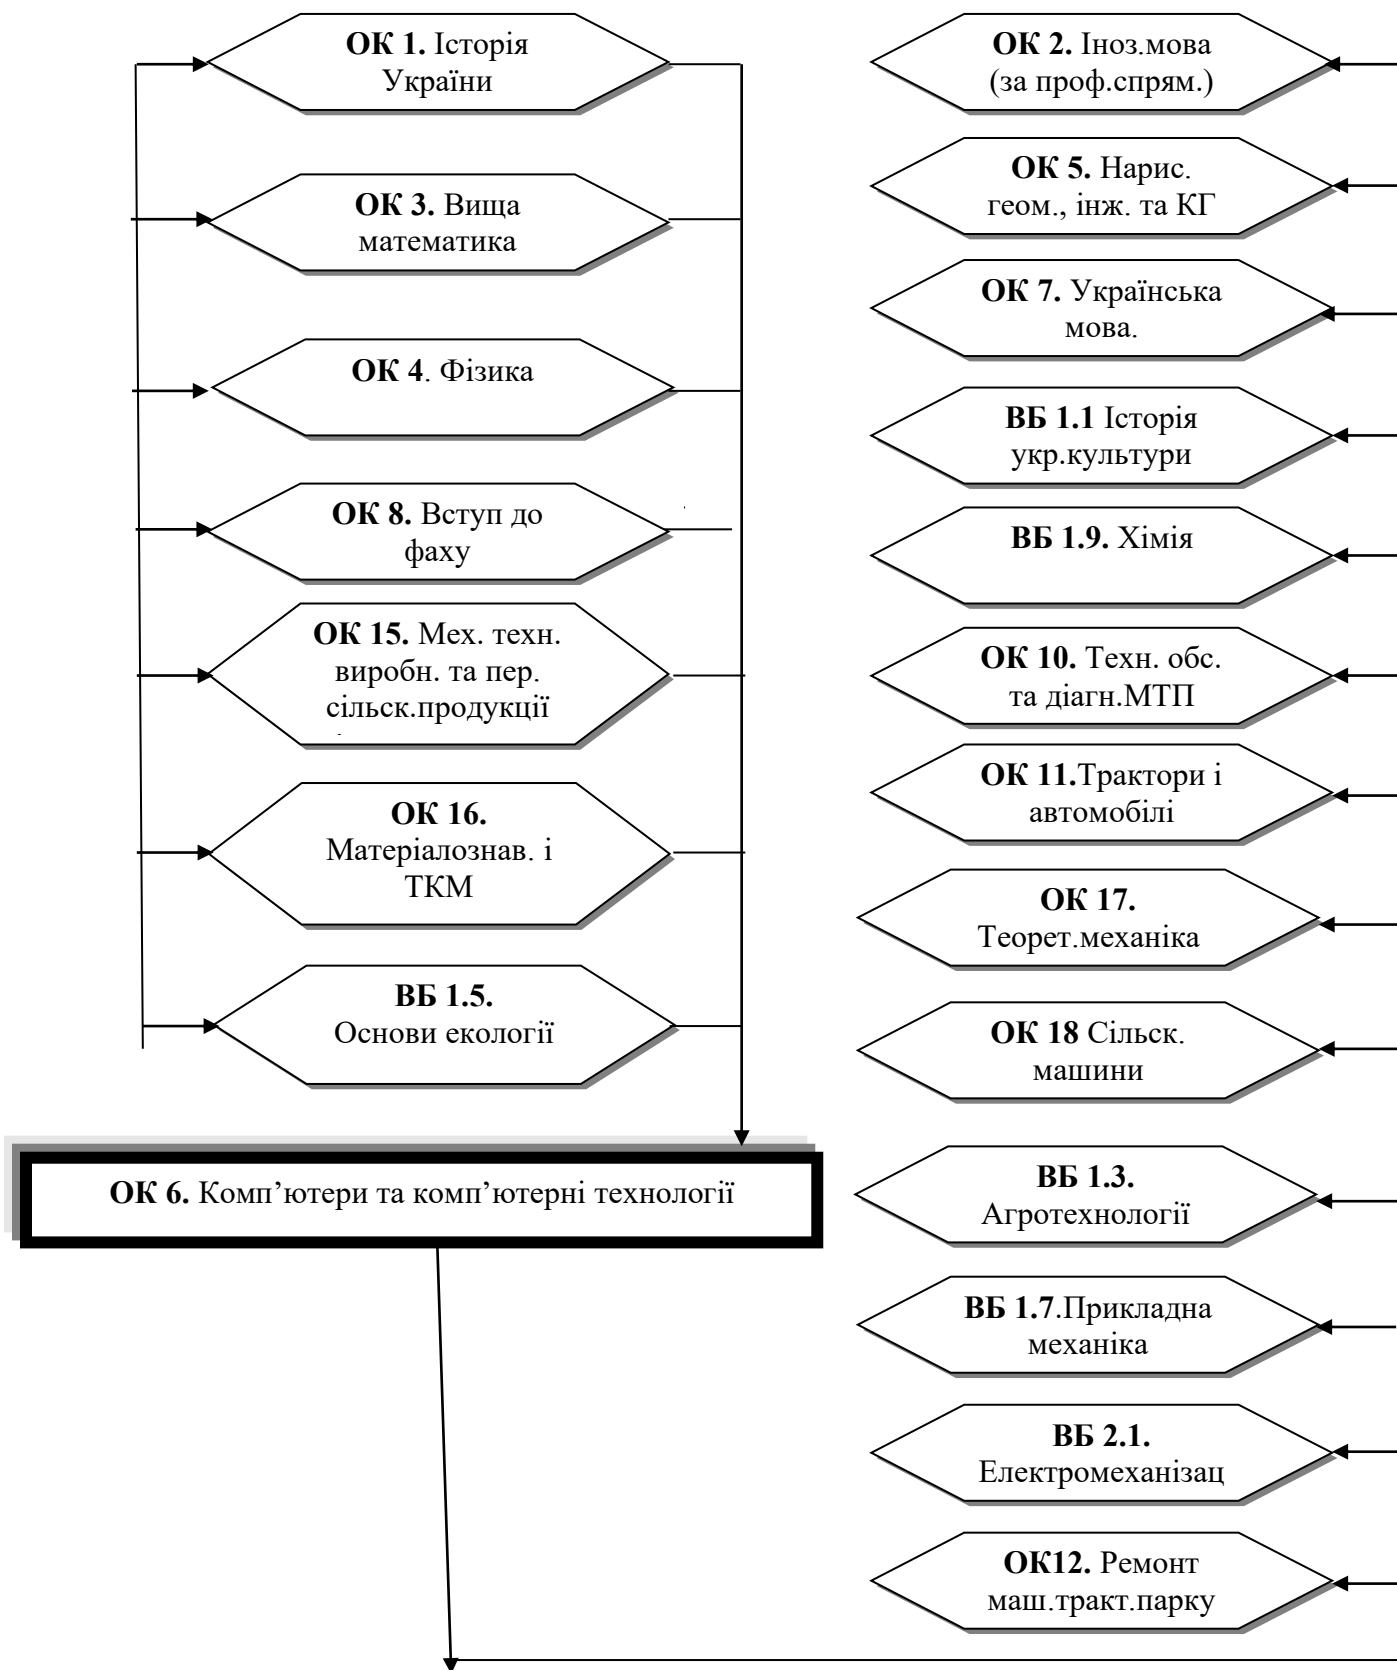 ОК 1. Історія
України
ОК 3. Вища
математика
ОК 4. Фізика
ОК 8. Вступ до
фаху
ОК 15. Мех. техн.
виробн. та пер.
сільск.продукції
ОК 16.
Матеріалознав. і
ТКМ
ВБ 1.5.
Основи екології
ОК 6. Комп’ютери та комп’ютерні технології
ОК 2. Іноз.мова
(за проф.спрям.)
ОК 5. Нарис.
геом., інж. та КГ
ОК 7. Українська
мова.
ВБ 1.1 Історія
укр.культури
ВБ 1.9. Хімія
ОК 10. Техн. обс.
та діагн.МТП
ОК 11.Трактори і
автомобілі
ОК 17.
Теорет.механіка
ОК 18 Сільск.
машини
ВБ 1.3.
Агротехнології
ВБ 1.7.Прикладна
механіка
ВБ 2.1.
Електромеханізац
ОК12. Ремонт
маш.тракт.парку